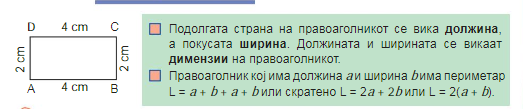 D 4 cm C
2 cm 2 cm
A 4 cm B
Подолгата страна на правоаголникот се вика должина,
а покусата ширина. Должината и ширината се викаат
димензии на правоаголникот.
Правоаголник кој има должина a и ширина b има периметар
L = a + b + a + b или скратено L = 2a + 2b или L = 2(a + b).